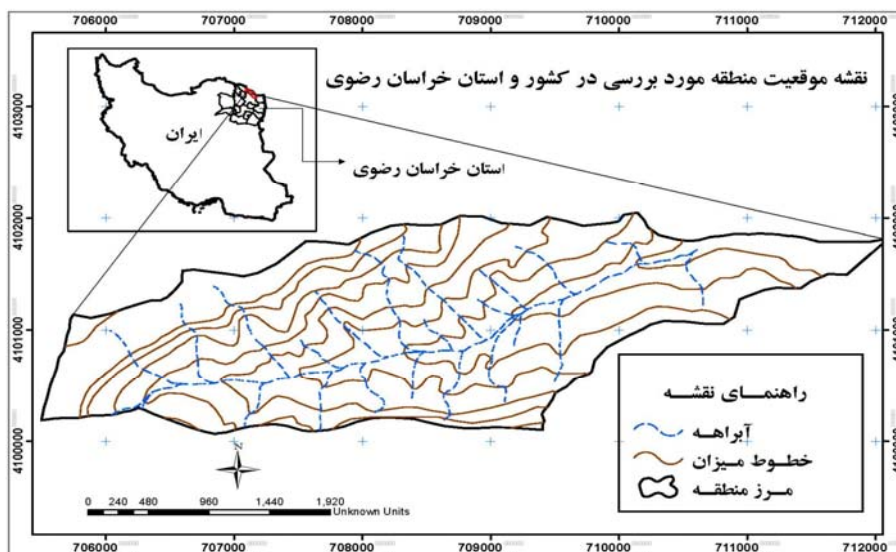 706000 707000 708000 709000 710000 711000 712000
نقشه موقعیت منطقه مورد بررسی در کشور و استان خراسان رضوی
ایران
استان خراسان رضوی
4103000
4102000
4101000
4100000
راهنمای نقشه
آبراهه
خطوط میزان
مرز منطقه
N
0 240 480 960 1,440 1,920
Unknown Units
706000 707000 708000 709000 710000 711000 712000